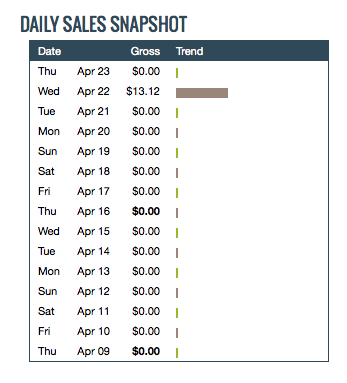 DAILY SALES SNAPSHOT
Date Gross Trend
Thu Apr 23 $0.00
Wed Apr 22 $13.12
Tue Apr 21 $0.00
Mon Apr 20 $0.00
Sun Apr 19 $0.00
Sat Apr 18 $0.00
Fri Apr 17 $0.00
Thu Apr 16 $0.00
Wed Apr 15 $0.00
Tue Apr 14 $0.00
Mon Apr 13 $0.00
Sun Apr 12 $0.00
Sat Apr 11 $0.00
Fri Apr 10 $0.00
Thu Apr 09 $0.00